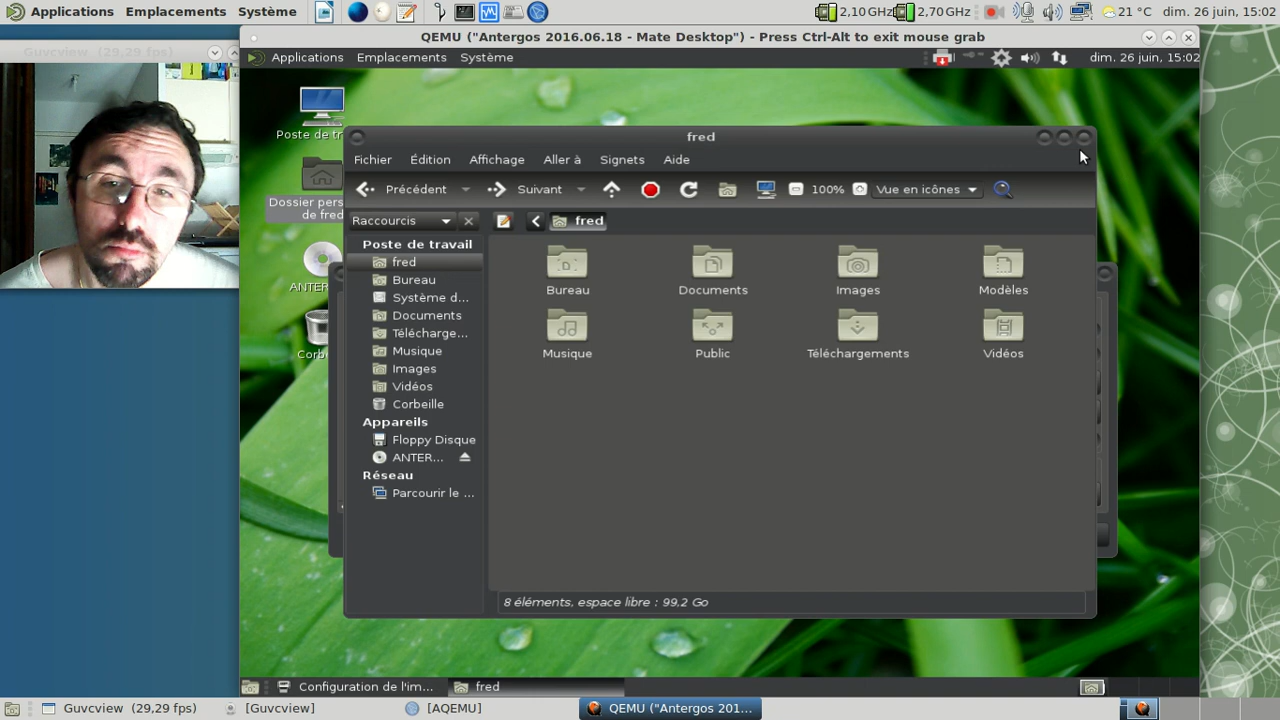 Applications Emplacements Système 2,10 GHz 2,70 GHz 21 °C dim. 26 juin, 15:02
Guvcview (29.29 fps)
QEMU ("Antergos 2016.06.18 - Mate Desktop") - Press Ctrl-Alt to exit mouse grab
Applications Emplacements Système dim. 26 juin, 15:02
Poste de tr
Dossier pers
de fred
ANTER
Corb
fred
Fichier Édition Affichage Aller à Signets Aide
Précédent Suivant 100% Vue en icônes
Raccourcis fred
Poste de travail
fred
Bureau
Système d...
Documents
Télécharge...
Musique
Images
Vidéos
Corbeille
Appareils
Floppy Disque
ANTER...
Réseau
Parcourir le ...
Bureau Documents Images Modèles
Musique Public Téléchargements Vidéos
8 éléments, espace libre : 99.2 Go
Configuration de l'im... fred
Guvcview (29,29 fps) [Guvcview] [AQEMU] QEMU ("Antergos 201...